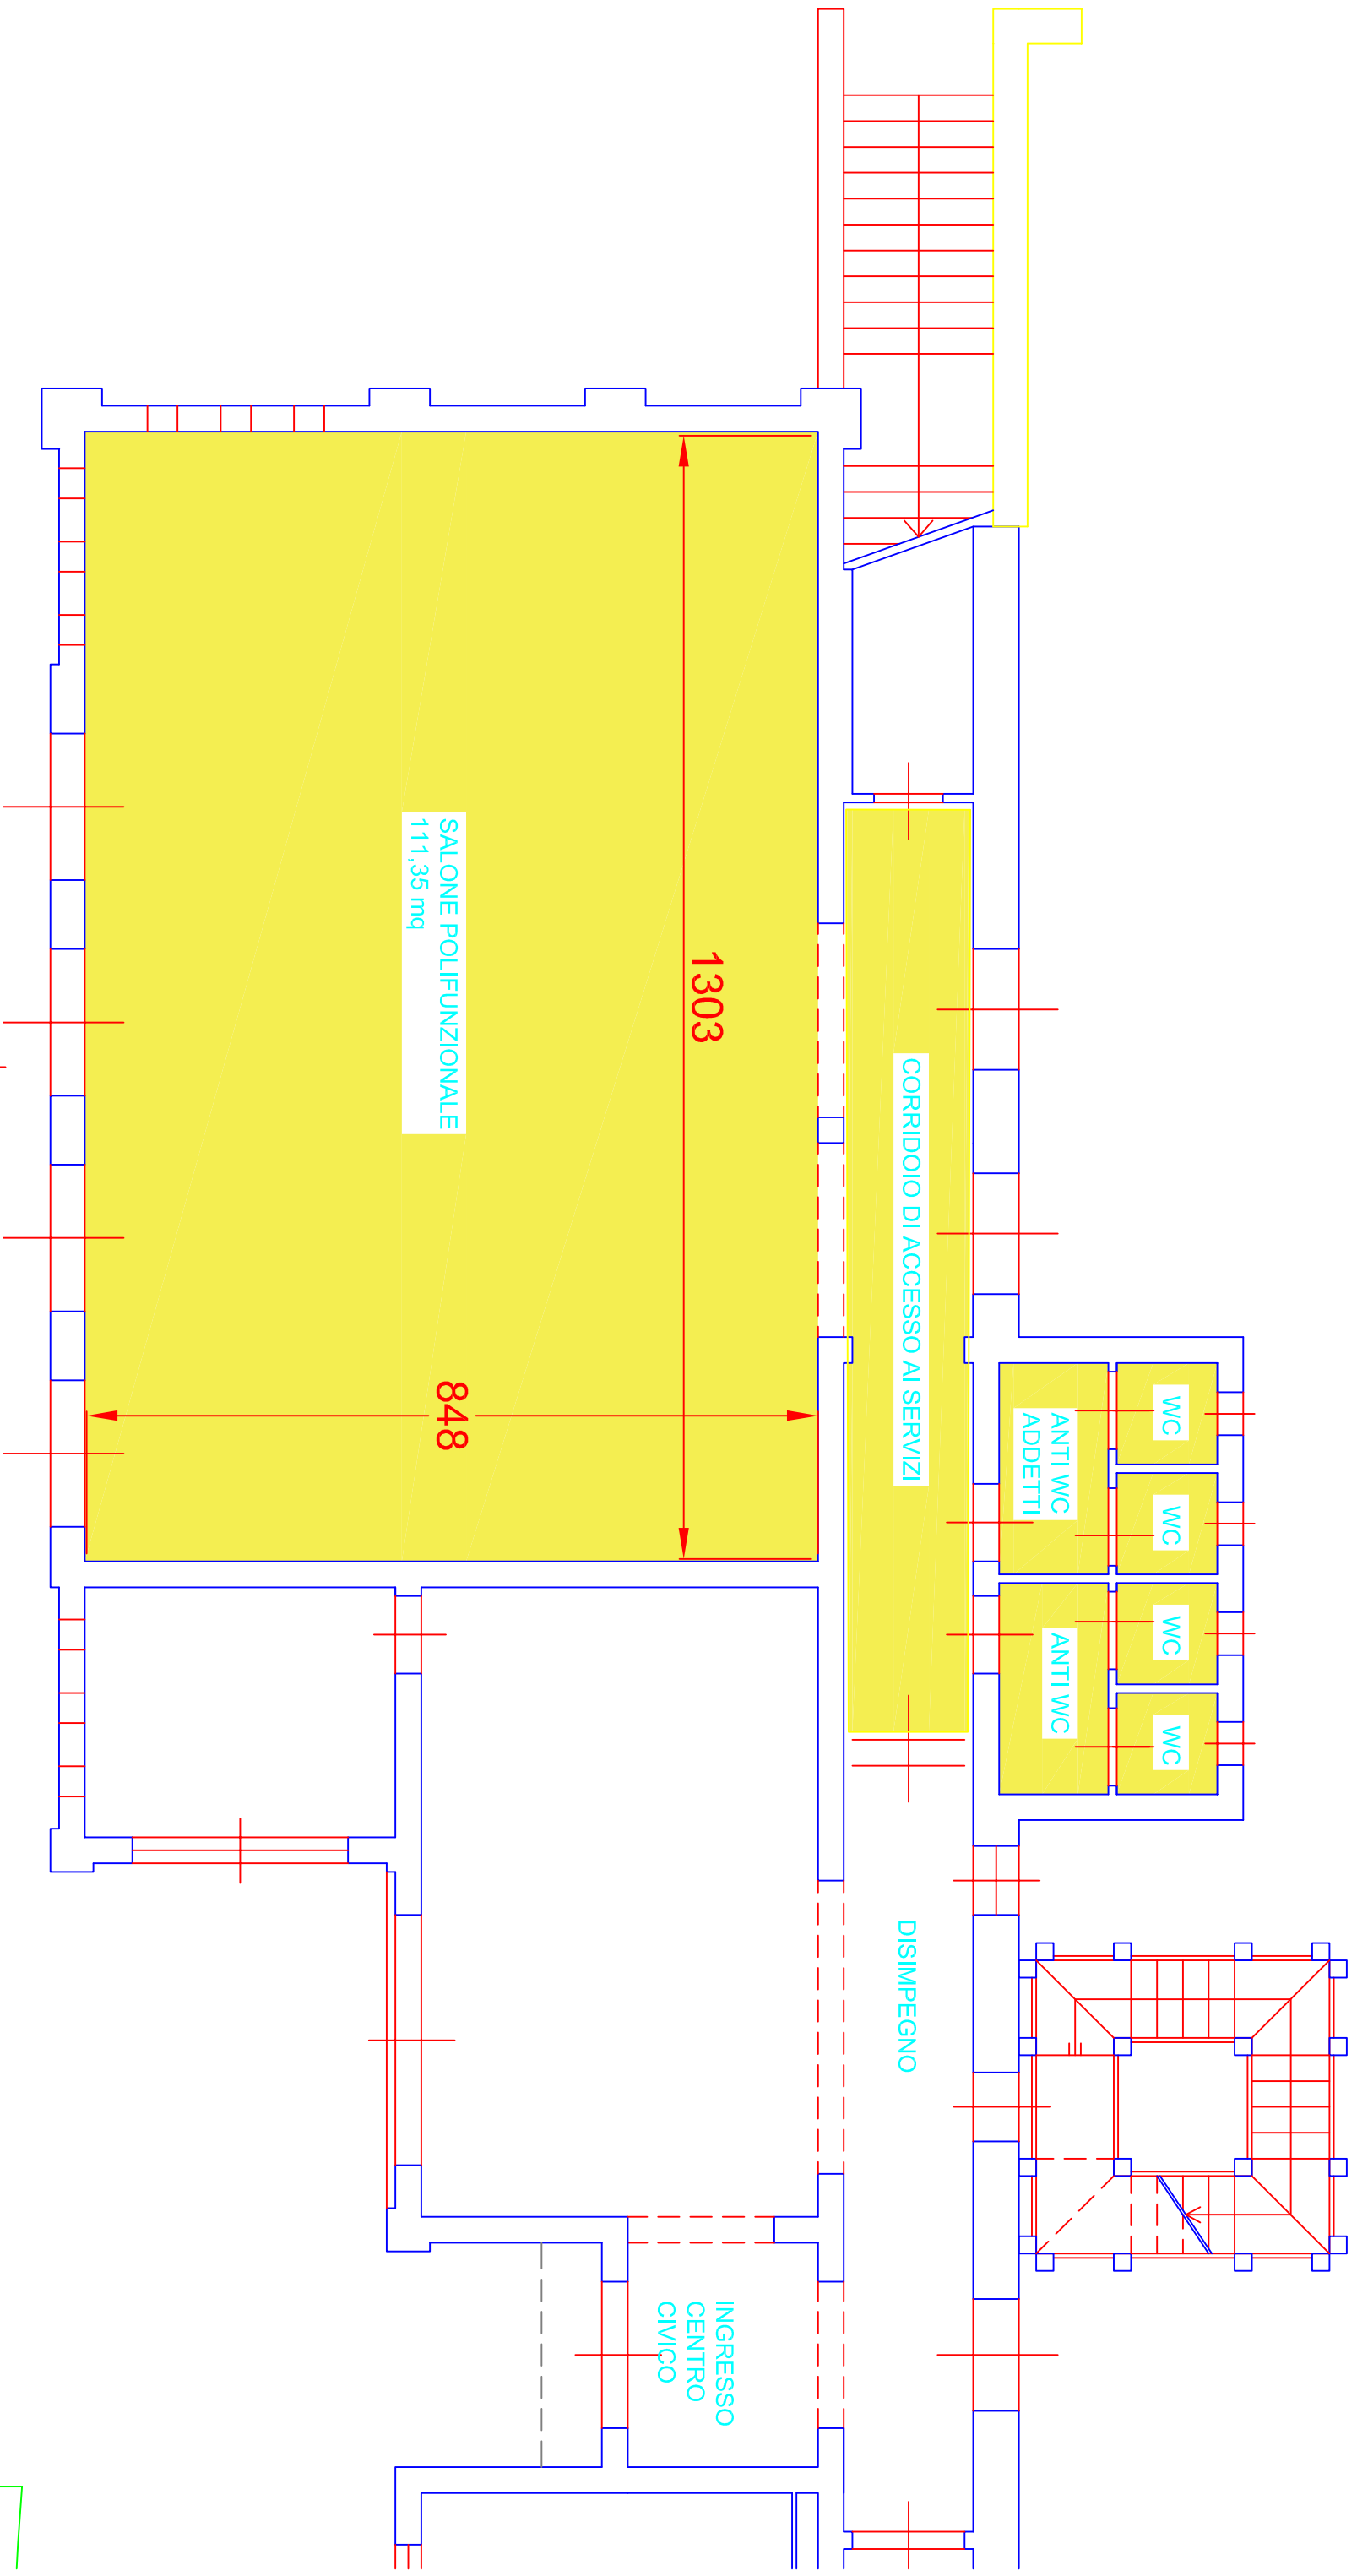 WC
WC
WC
WC
ANTI WC
ADDETTI
ANTI WC
CORRIDOIO DI ACCESSO AI SERVIZI
DISIMPEGNO
1303
848
SALONE POLIFUNZIONALE
111,35 mq
INGRESSO
CENTRO
CIVICO